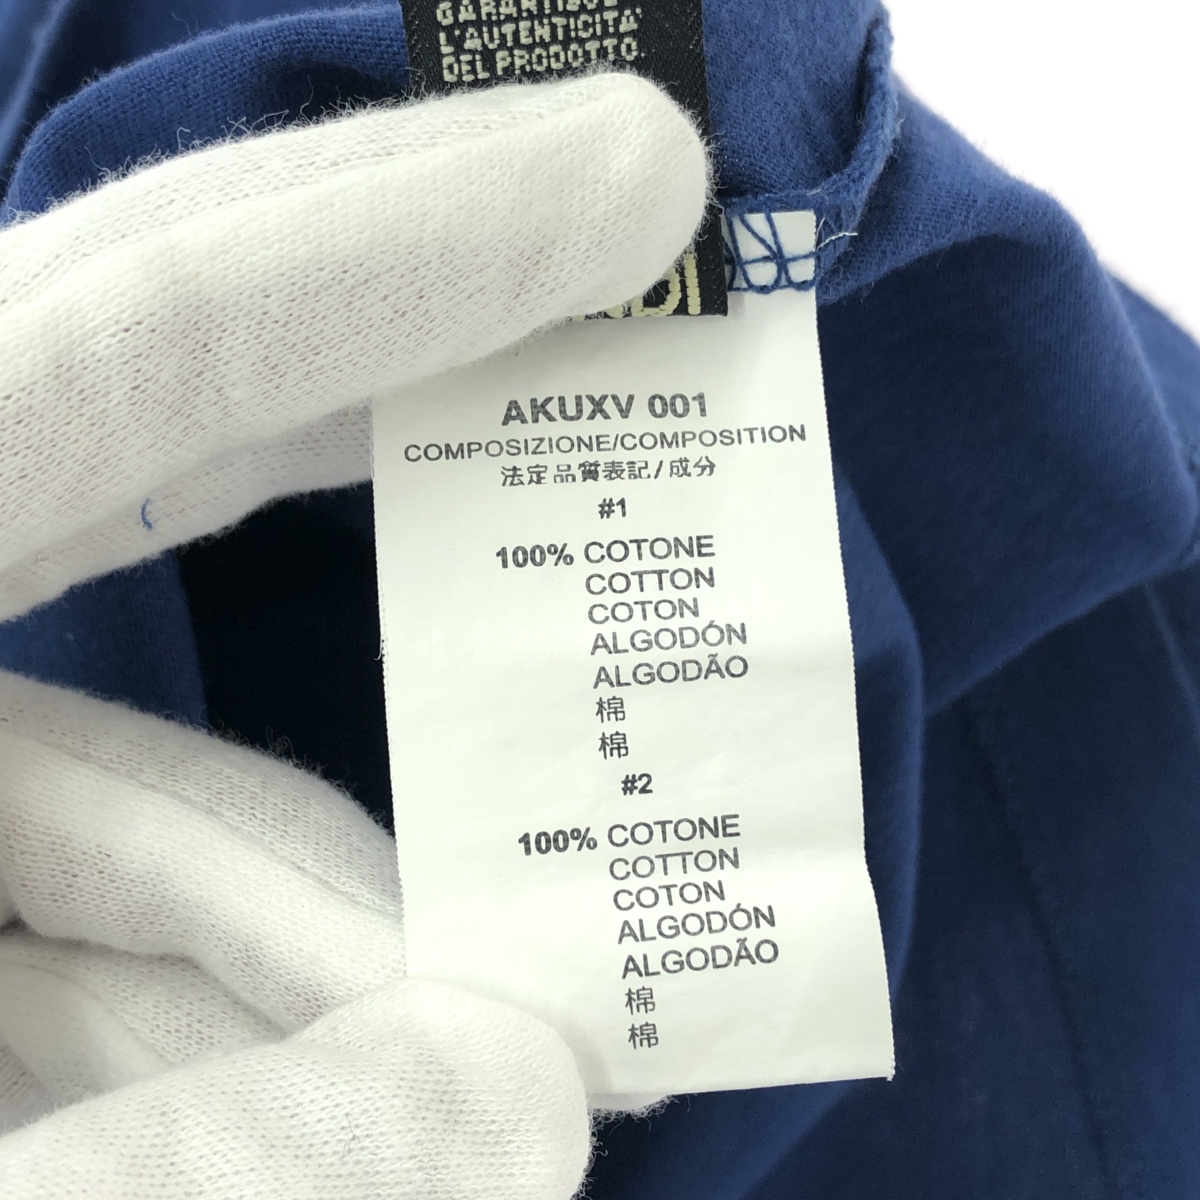 L'AUTENTICITA'
DEL PRODOTTO.
AKUXV 001
COMPOSIZIONE/COMPOSITION
法定品質表記/成分
#1
100% COTONE
COTTON
COTON
ALGODÓN
ALGODÃO
棉
棉
#2
100% COTONE
COTTON
COTON
ALGODÓN
ALGODÃO
棉
棉